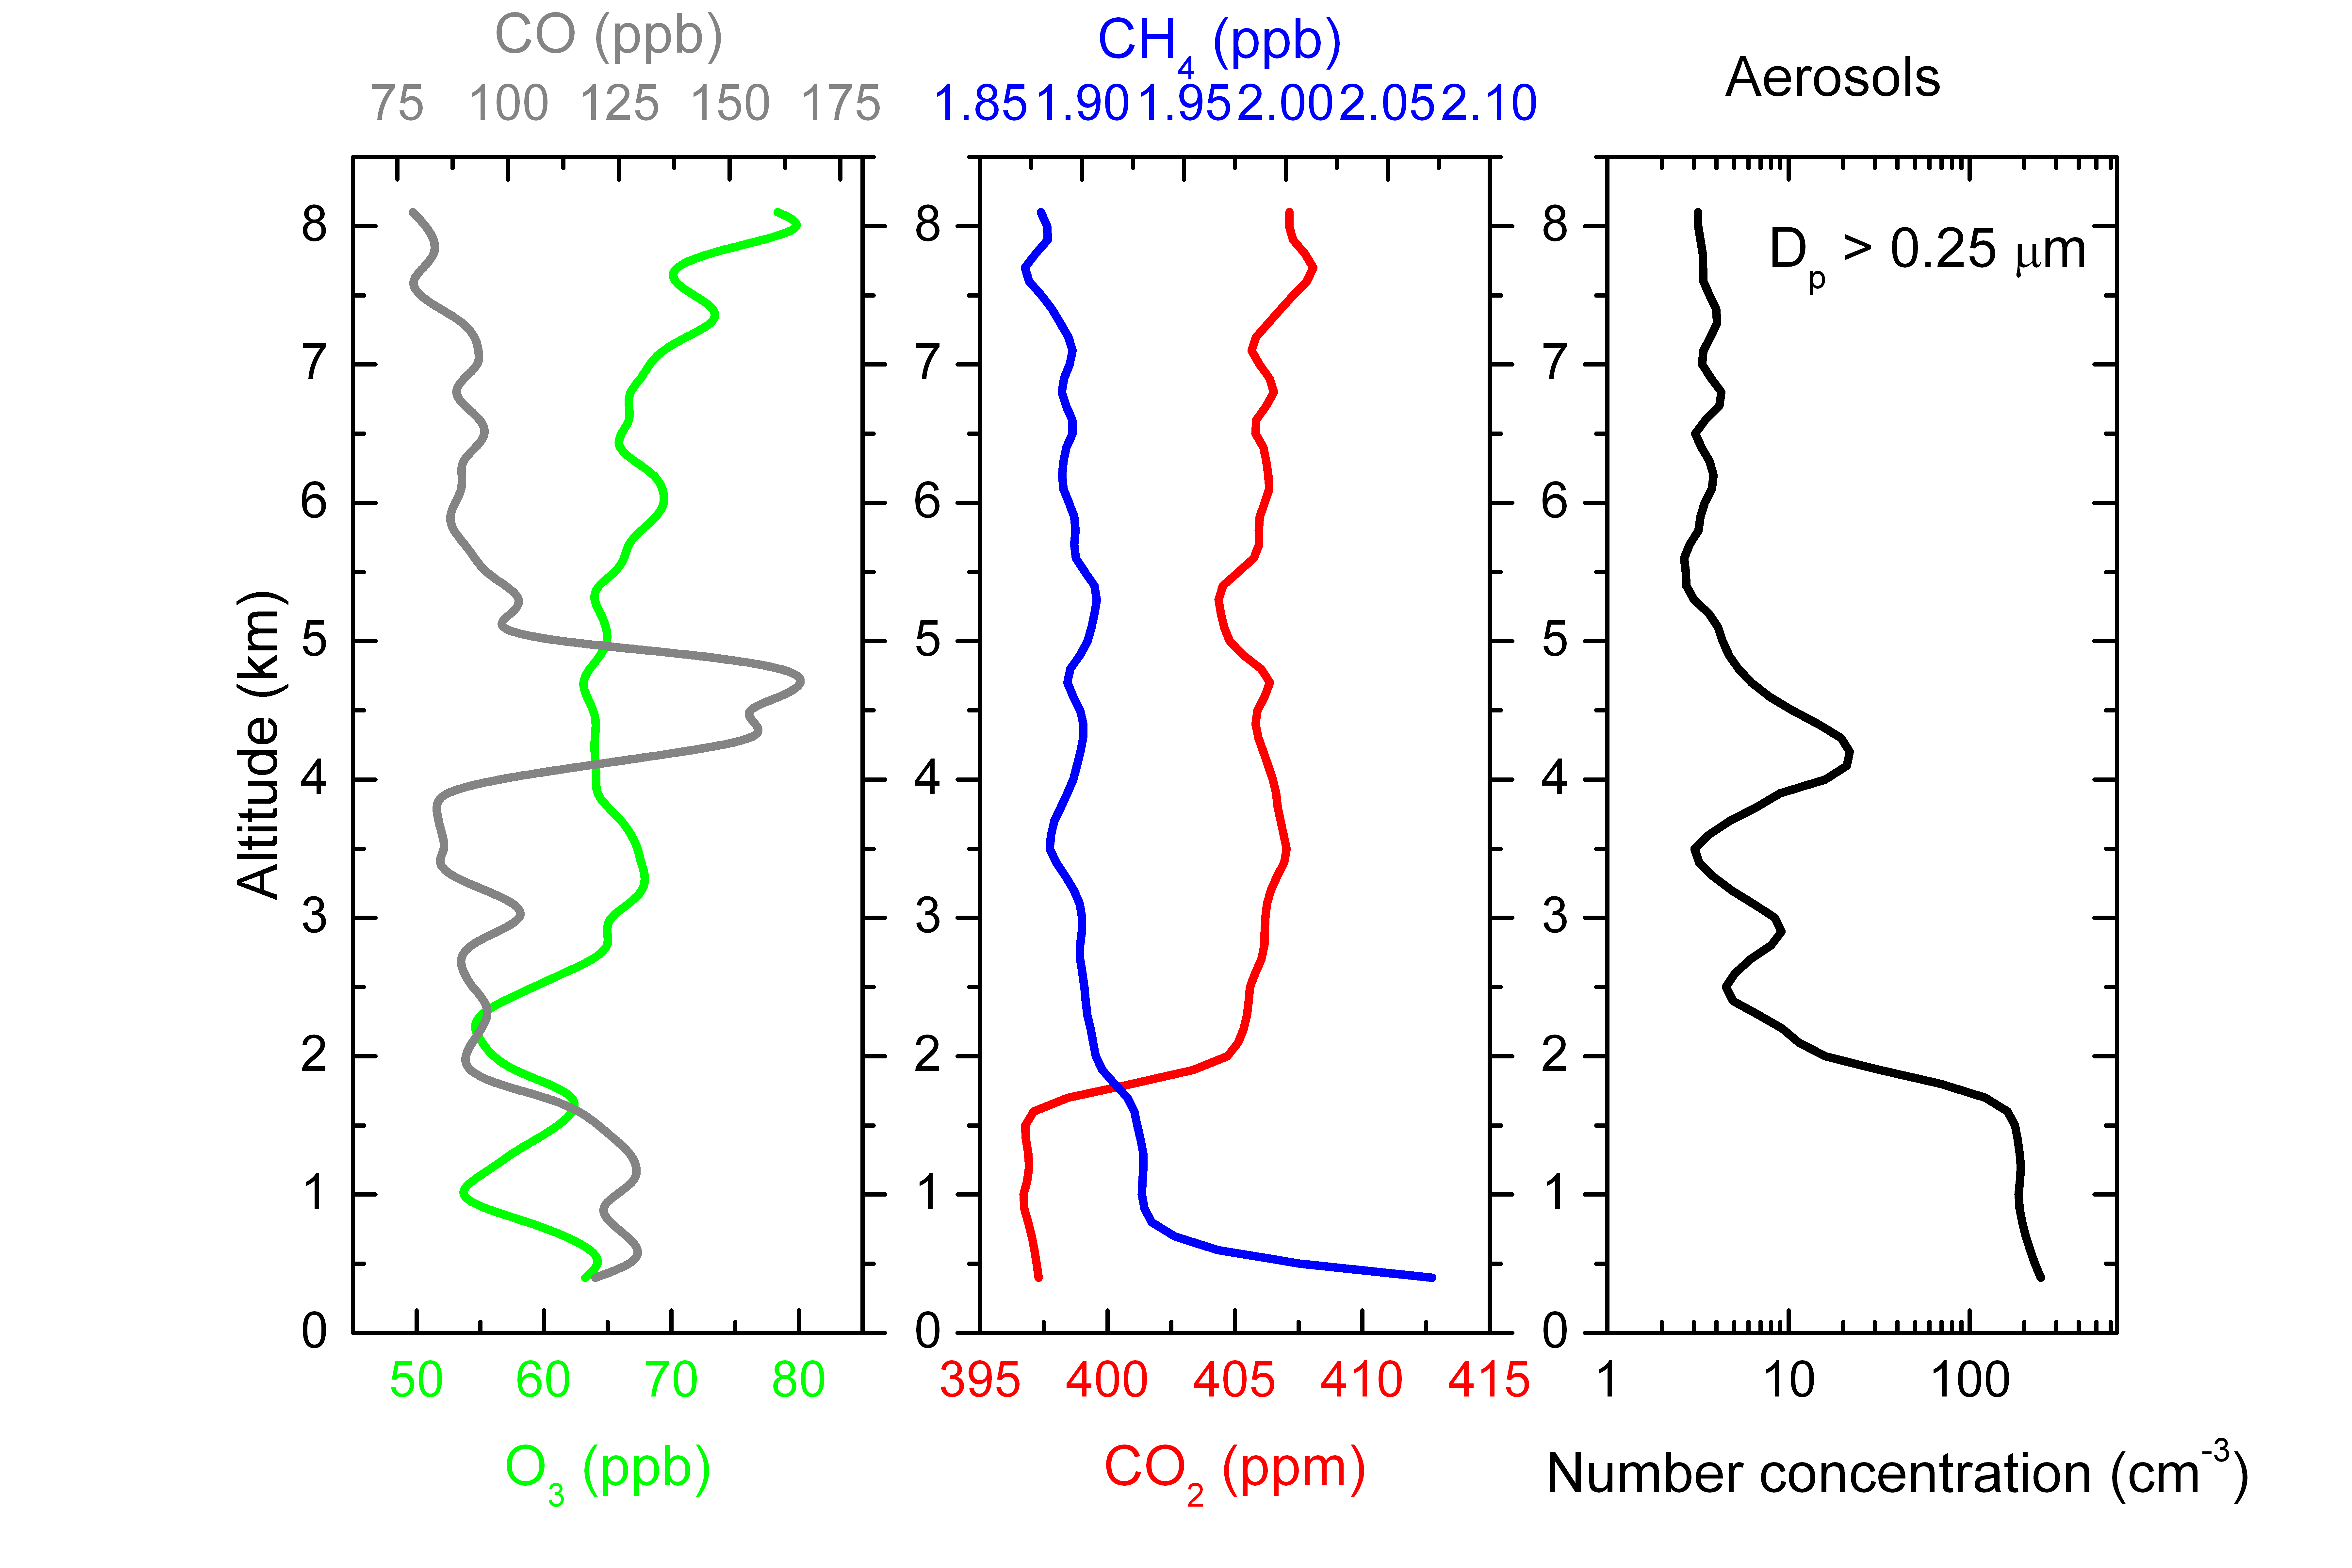 CO (ppb)
75 100 125 150 175
CH4 (ppb)
1.85 1.90 1.95 2.00 2.05 2.10
Aerosols
Dp > 0.25 μm
Altitude (km)
8
7
6
5
4
3
2
1
0
8
7
6
5
4
3
2
1
0
8
7
6
5
4
3
2
1
0
50 60 70 80
O3 (ppb)
395 400 405 410 415
CO2 (ppm)
1 10 100
Number concentration (cm-3)